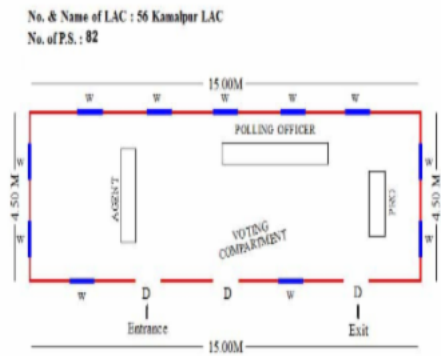 No. & Name of LAC : 56 Kamalpur LAC
No. of P.S. : 82
15.00M
W W W W W
POLLING OFFICER
W W
AGENT
PRO
4.50 M 4.50 M
VOTING
COMPARTMENT
W W
W D D W D
Entrance Exit
15.00M